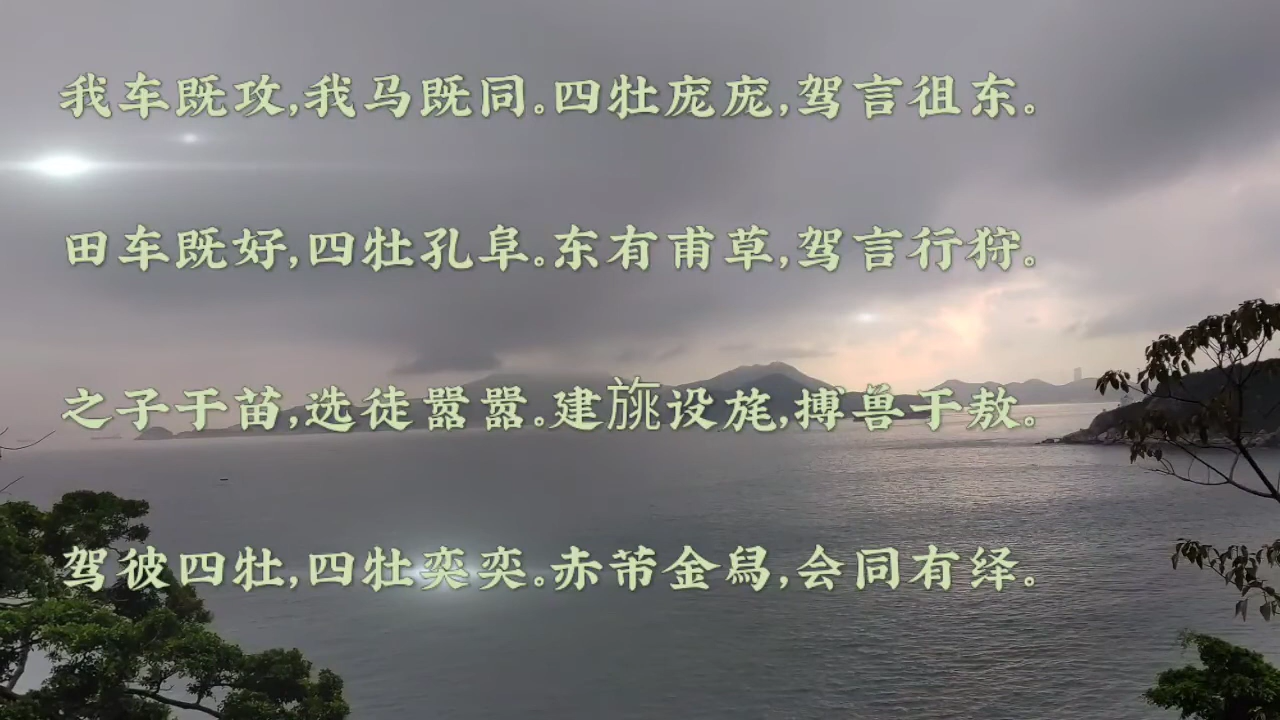 我车既攻,我马既同。四牡庞庞,驾言徂东。
田车既好,四牡孔阜。东有甫草,驾言行狩。
之子于苗,选徒嚣嚣。建旐设旄,搏兽于敖。
驾彼四牡,四牡奕奕。赤芾金舄,会同有绎。